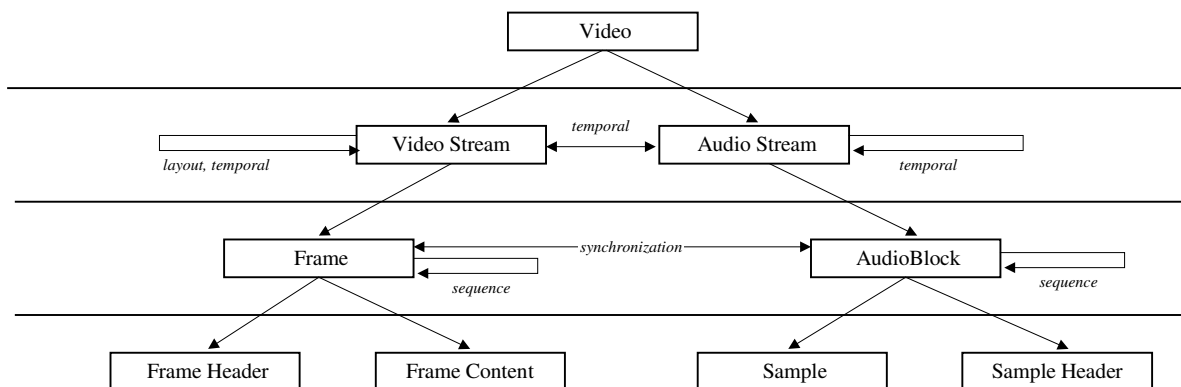 Video
temporal
Video Stream
Audio Stream
layout, temporal
temporal
synchronization
Frame
AudioBlock
sequence
sequence
Frame Header
Frame Content
Sample
Sample Header